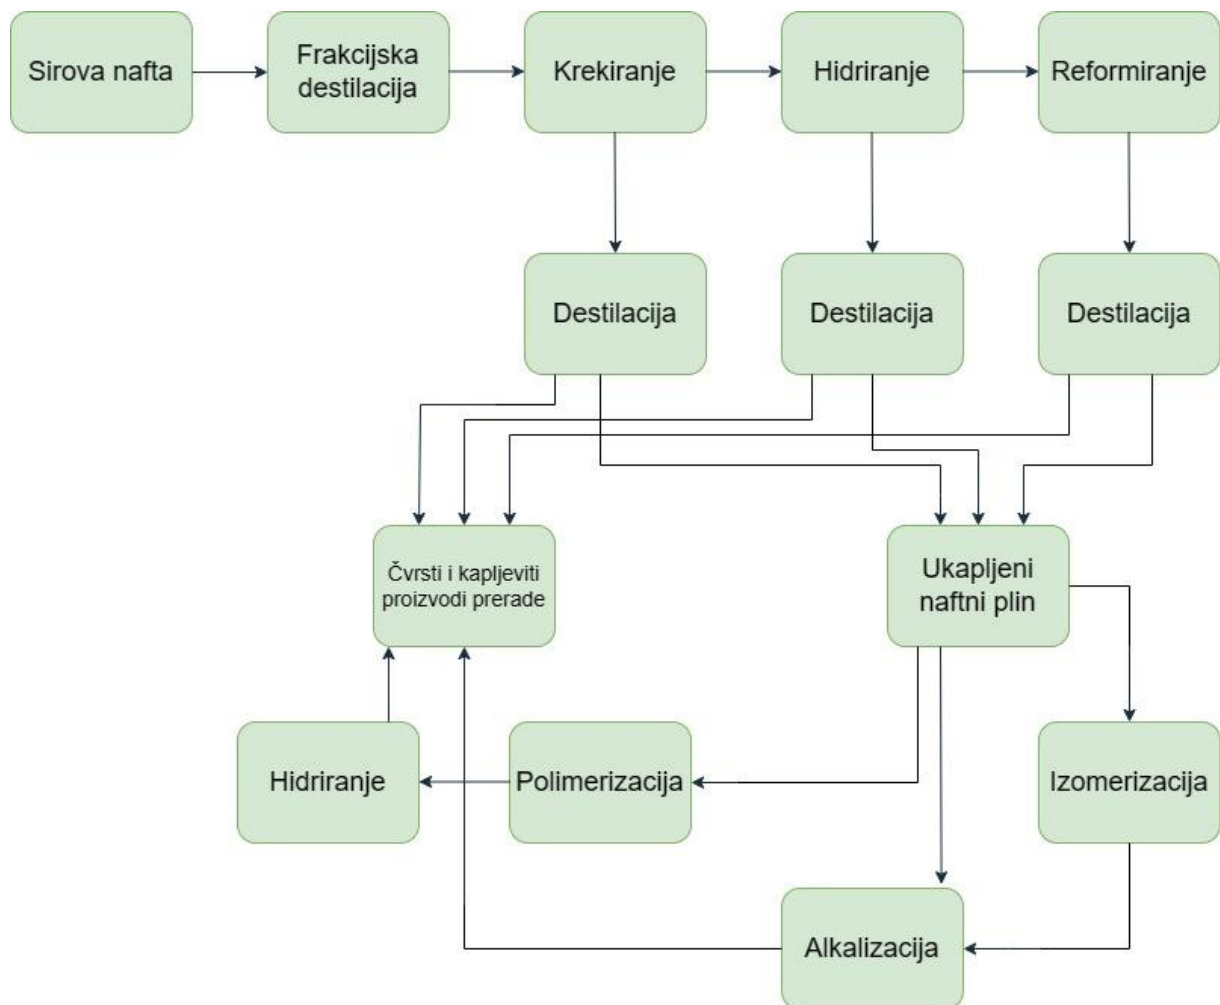 Sirova nafta
Frakcijska
destilacija
Krekiranje
Hidriranje
Reformiranje
Destilacija
Destilacija
Destilacija
Čvrsti i kapljeviti
proizvodi prerade
Ukapljeni
naftni plin
Hidriranje
Polimerizacija
Izomerizacija
Alkalizacija